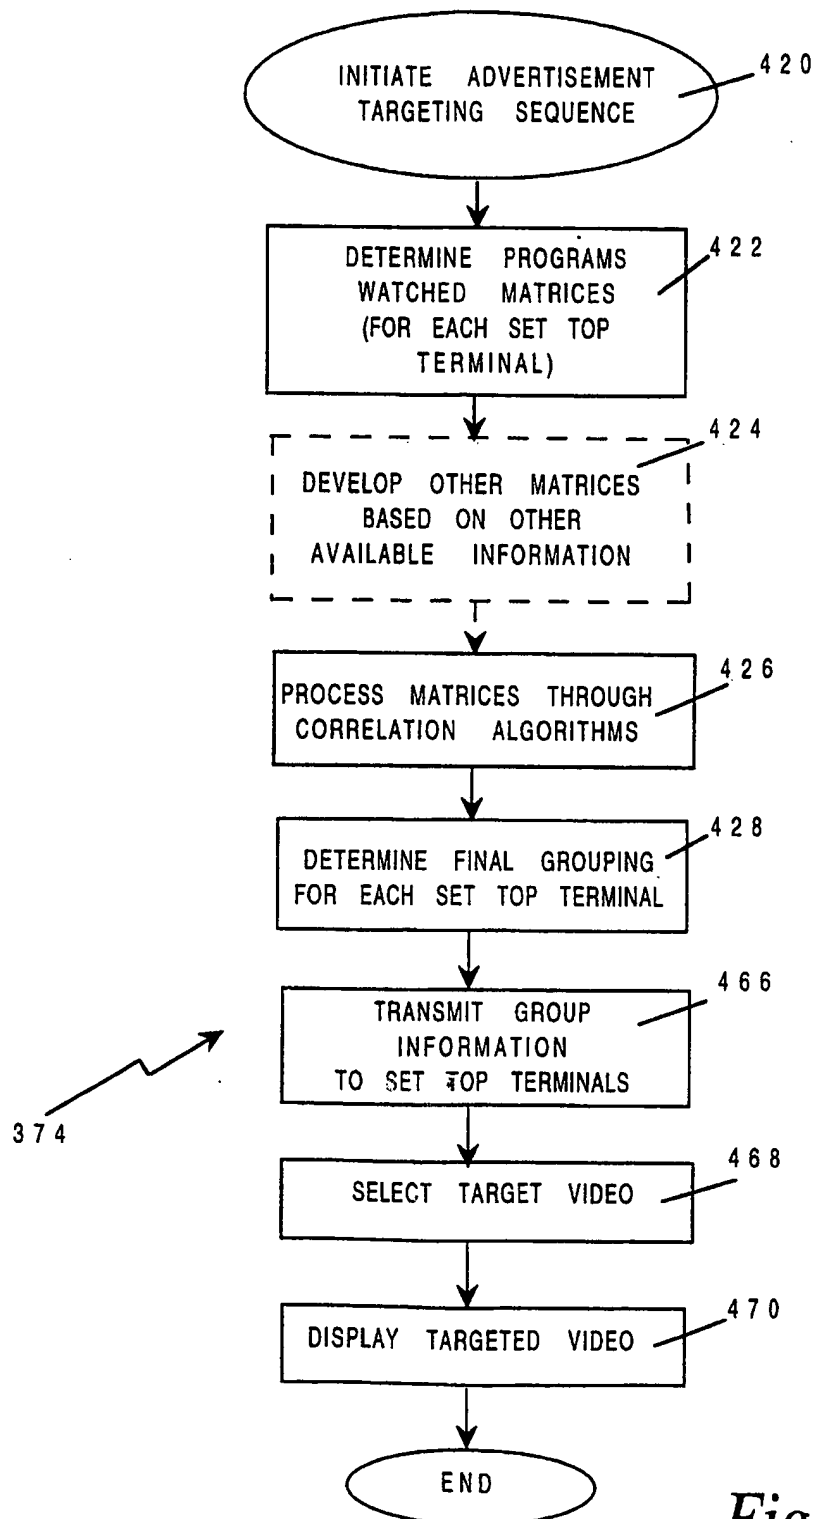 INITIATE ADVERTISEMENT
TARGETING SEQUENCE
420
DETERMINE PROGRAMS
WATCHED MATRICES
(FOR EACH SET TOP
TERMINAL)
422
DEVELOP OTHER MATRICES
BASED ON OTHER
AVAILABLE INFORMATION
424
PROCESS MATRICES THROUGH
CORRELATION ALGORITHMS
426
DETERMINE FINAL GROUPING
FOR EACH SET TOP TERMINAL
428
TRANSMIT GROUP
INFORMATION
TO SET TOP TERMINALS
466
374
SELECT TARGET VIDEO
468
DISPLAY TARGETED VIDEO
470
END
Fig